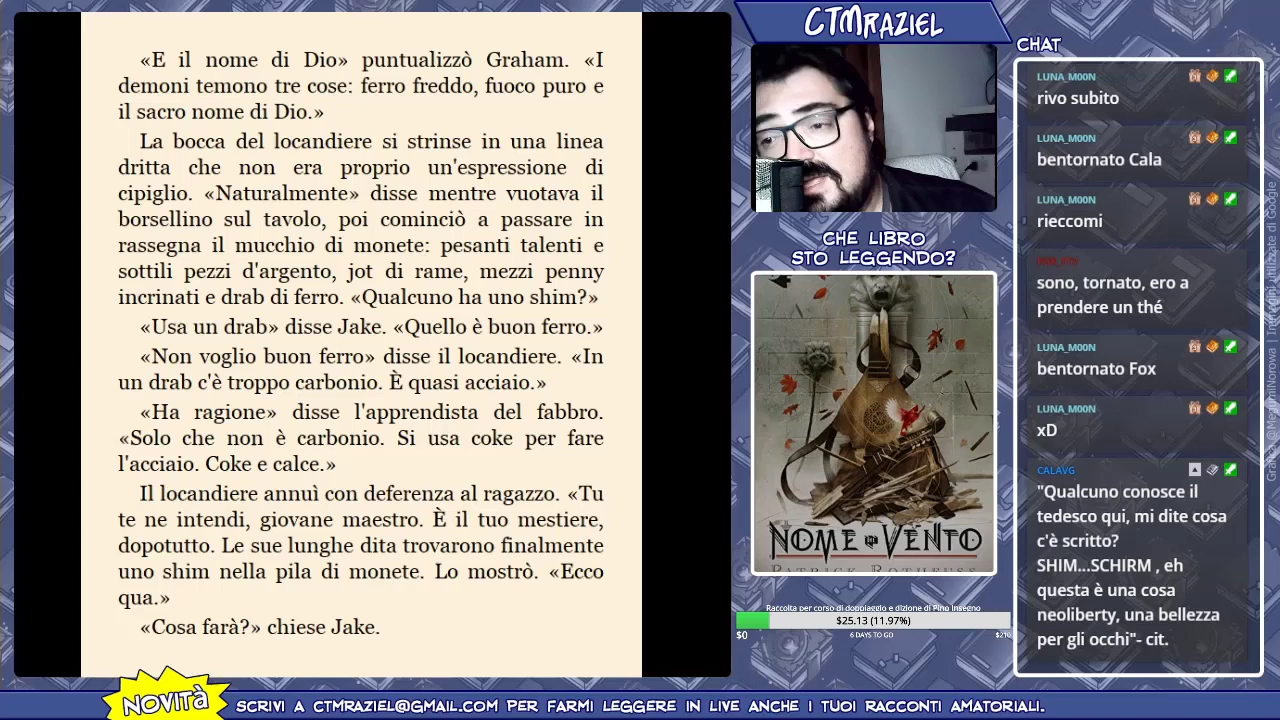 «E il nome di Dio» puntualizzò Graham. «I
demoni temono tre cose: ferro freddo, fuoco puro e
il sacro nome di Dio.»
La bocca del locandiere si strinse in una linea
dritta che non era proprio un'espressione di
cipiglio. «Naturalmente» disse mentre vuotava il
borsellino sul tavolo, poi cominciò a passare in
rassegna il mucchio di monete: pesanti talenti e
sottili pezzi d'argento, jot di rame, mezzi penny
incrinati e drab di ferro. «Qualcuno ha uno shim?»
«Usa un drab» disse Jake. «Quello è buon ferro.»
«Non voglio buon ferro» disse il locandiere. «In
un drab c'è troppo carbonio. È quasi acciaio.»
«Ha ragione» disse l'apprendista del fabbro.
«Solo che non è carbonio. Si usa coke per fare
l'acciaio. Coke e calce.»
Il locandiere annuì con deferenza al ragazzo. «Tu
te ne intendi, giovane maestro. È il tuo mestiere,
dopotutto. Le sue lunghe dita trovarono finalmente
uno shim nella pila di monete. Lo mostrò. «Ecco
qua.»
«Cosa farà?» chiese Jake.
CTMRAZIEL
CHE LIBRO
STO LEGGENDO?
NOME DEL VENTO
PATRICK ROTHFUSS
Raccolta per corso di doppiaggio e dizione di Pino Insegno
$25.13 (11.97%)
$0
6 DAYS TO GO
$210
CHAT
LUNA_M00N
rivo subito
LUNA_M00N
bentornato Cala
LUNA_M00N
rieccomi
sono, tornato, ero a
prendere un thé
LUNA_M00N
bentornato Fox
LUNA_M00N
xD
CALAVG
"Qualcuno conosce il
tedesco qui, mi dite cosa
c'è scritto?
SHIM...SCHIRM , eh
questa è una cosa
neoliberty, una bellezza
per gli occhi"- cit.
Grafica @MegumiNorowa | Immagini utilizzate di Google
NOVITÀ
SCRIVI A CTMRAZIEL@GMAIL.COM PER FARMI LEGGERE IN LIVE ANCHE I TUOI RACCONTI AMATORIALI.